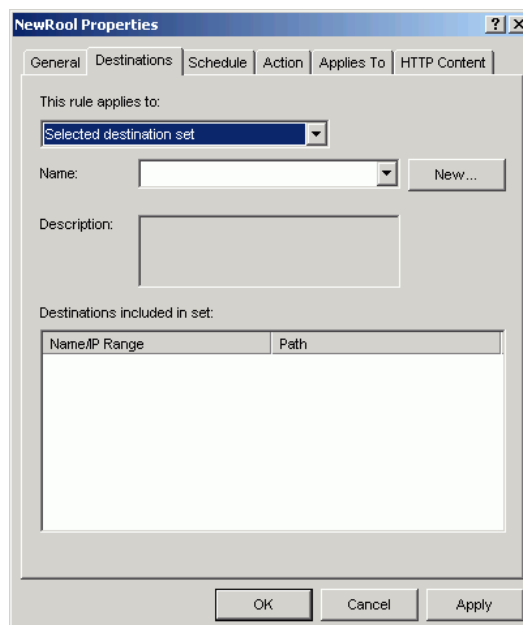 NewRool Properties
General Destinations Schedule Action Applies To HTTP Content
This rule applies to:
Selected destination set
Name: New...
Description:
Destinations included in set:
Name/IP Range Path
OK Cancel Apply